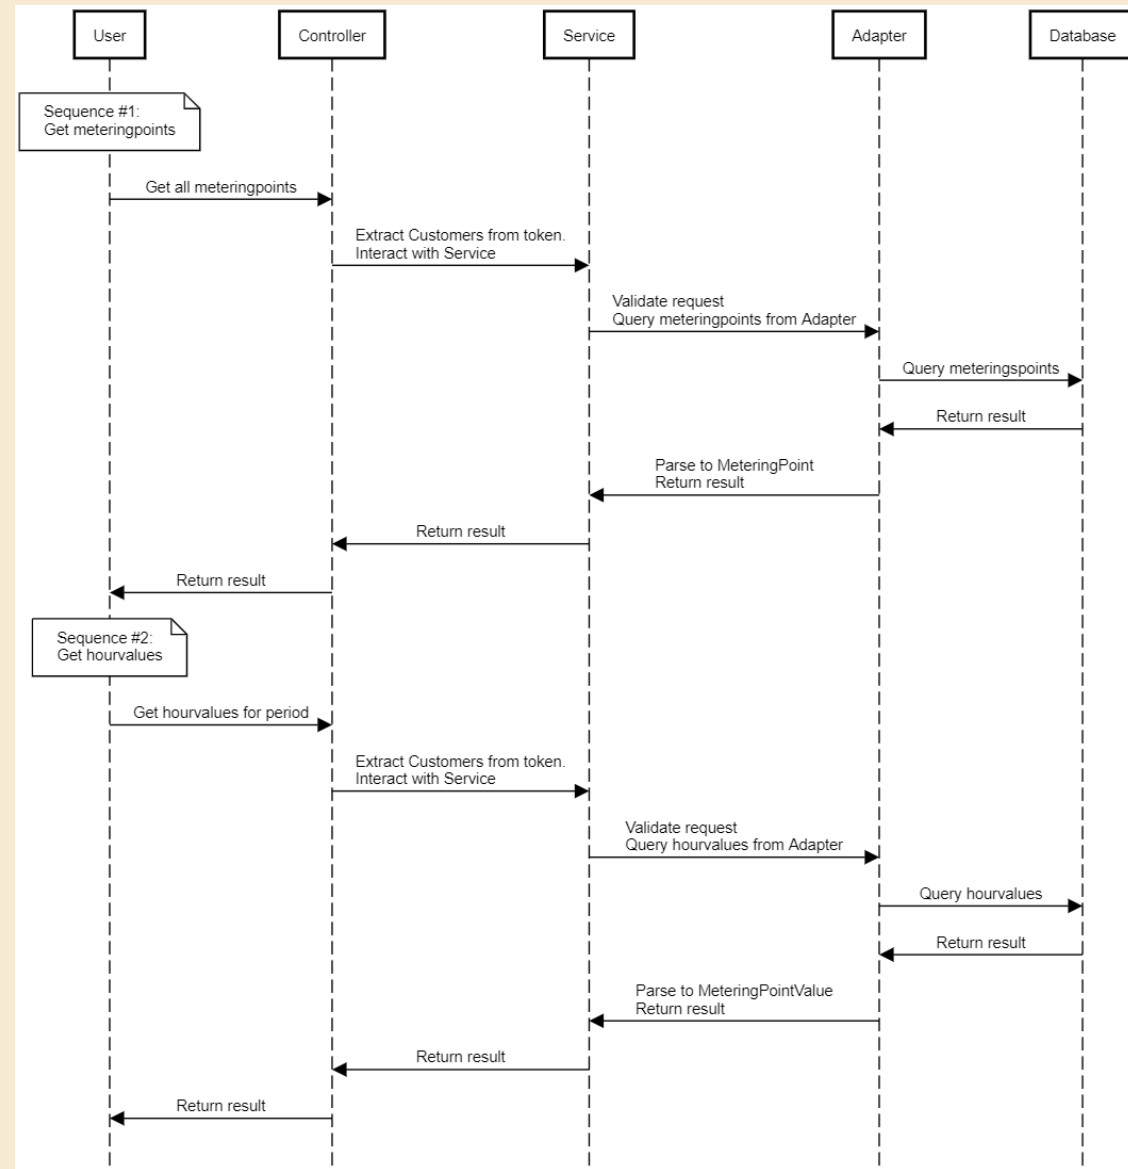 User
Controller
Service
Adapter
Database
Sequence #1:
Get meteringpoints
Get all meteringpoints
Extract Customers from token.
Interact with Service
Validate request
Query meteringpoints from Adapter
Query meteringspoints
Return result
Parse to MeteringPoint
Return result
Return result
Return result
Sequence #2:
Get hourvalues
Get hourvalues for period
Extract Customers from token.
Interact with Service
Validate request
Query hourvalues from Adapter
Query hourvalues
Return result
Parse to MeteringPointValue
Return result
Return result
Return result